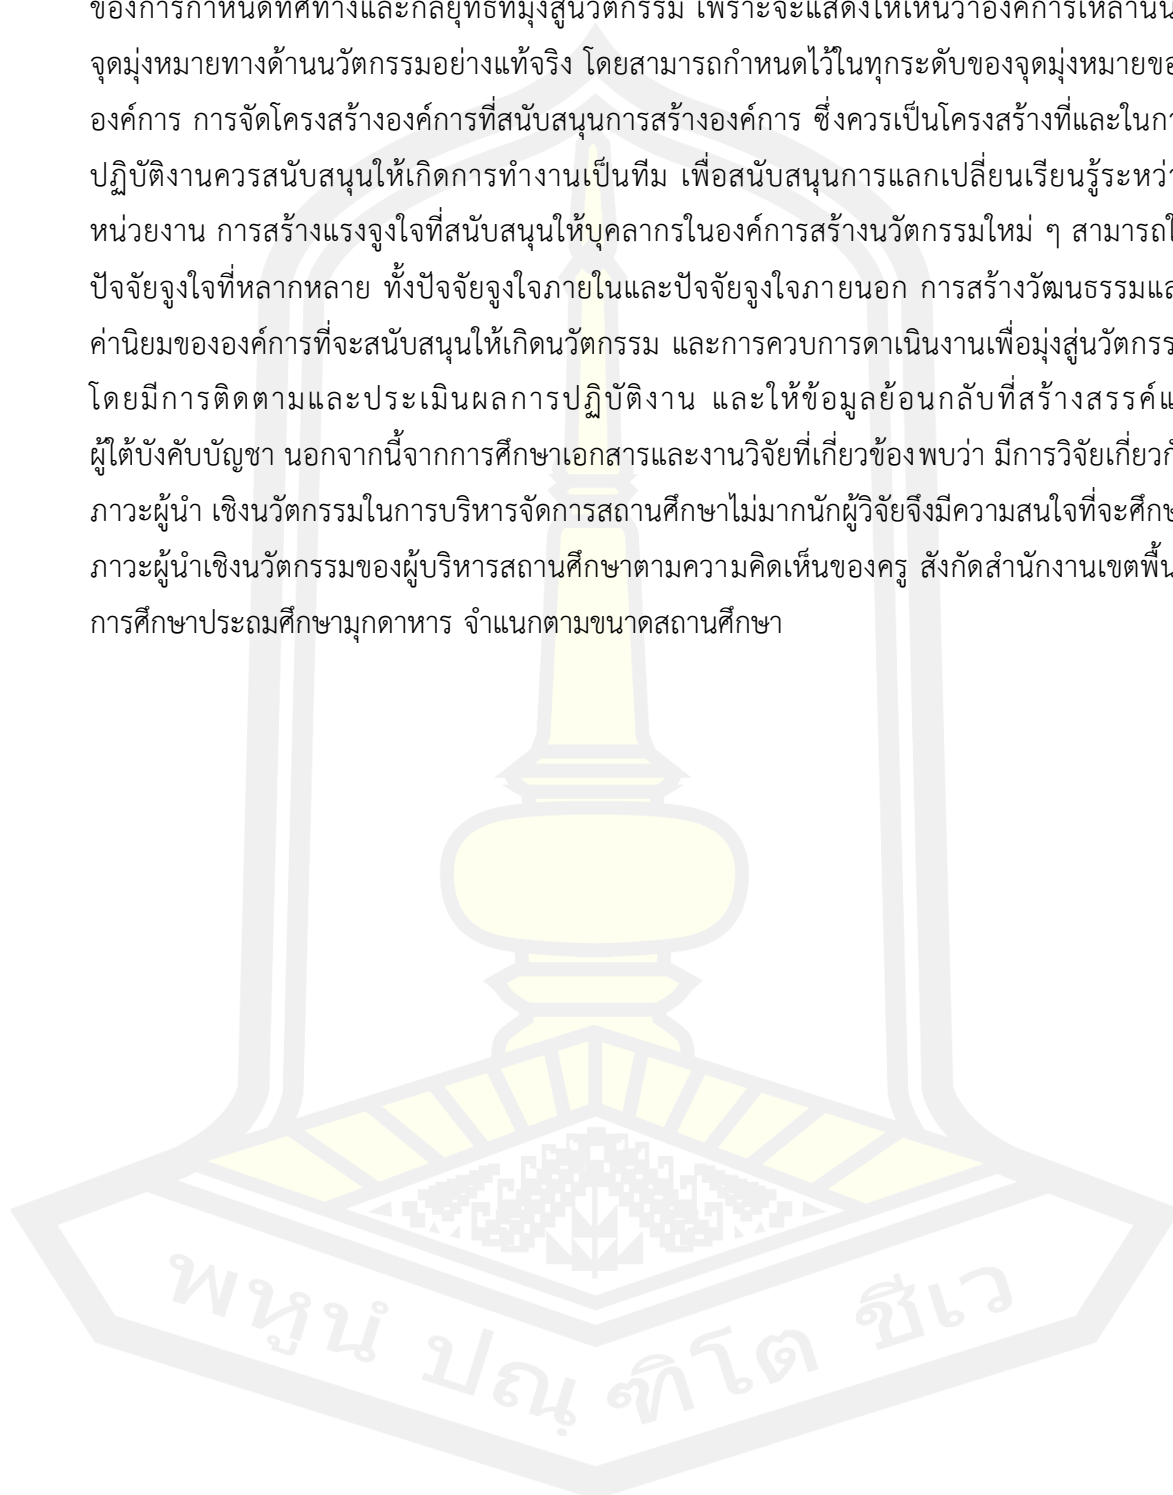 ของการกำหนดทิศทางและกลยุทธ์ที่มุ่งสู่นวัตกรรม เพราะจะแสดงให้เห็นว่าองค์การเหล่านั้น
จุดมุ่งหมายทางด้านนวัตกรรมอย่างแท้จริง โดยสามารถกำหนดไว้ในทุกระดับของจุดมุ่งหมายขอ
องค์การ การจัดโครงสร้างองค์การที่สนับสนุนการสร้างองค์การ ซึ่งควรเป็นโครงสร้างที่และในกา
ปฏิบัติงานควรสนับสนุนให้เกิดการทำงานเป็นทีม เพื่อสนับสนุนการแลกเปลี่ยนเรียนรู้ระหว่า
หน่วยงาน การสร้างแรงจูงใจที่สนับสนุนให้บุคลากรในองค์การสร้างนวัตกรรมใหม่ ๆ สามารถใ
ปัจจัยจูงใจที่หลากหลาย ทั้งปัจจัยจูงใจภายในและปัจจัยจูงใจภายนอก การสร้างวัฒนธรรมแล
ค่านิยมขององค์การที่จะสนับสนุนให้เกิดนวัตกรรม และการควบการดาเนินงานเพื่อมุ่งสู่นวัตกรร
โดยมีการติดตามและประเมินผลการปฏิบัติงาน และให้ข้อมูลย้อนกลับที่สร้างสรรค์แ
ผู้ใต้บังคับบัญชา นอกจากนี้จากการศึกษาเอกสารและงานวิจัยที่เกี่ยวข้องพบว่า มีการวิจัยเกี่ยวกั
ภาวะผู้นำ เชิงนวัตกรรมในการบริหารจัดการสถานศึกษาไม่มากนักผู้วิจัยจึงมีความสนใจที่จะศึกษ
ภาวะผู้นำเชิงนวัตกรรมของผู้บริหารสถานศึกษาตามความคิดเห็นของครู สังกัดสำนักงานเขตพื้น
การศึกษาประถมศึกษามุกดาหาร จำแนกตามขนาดสถานศึกษา
พหูนํ ปณฺฑิโต ชีเว